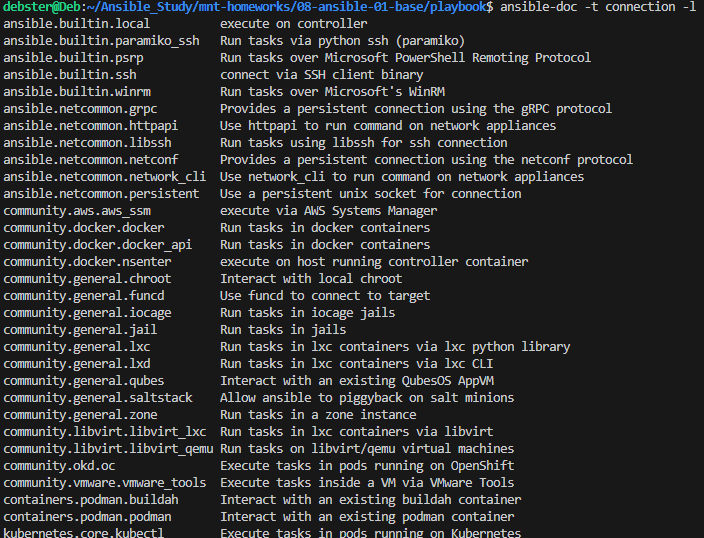 debster@Deb:~/Ansible_Study/mnt-homeworks/08-ansible-01-base/playbook$ ansible-doc -t connection -l
ansible.builtin.local execute on controller
ansible.builtin.paramiko_ssh Run tasks via python ssh (paramiko)
ansible.builtin.psrp Run tasks over Microsoft PowerShell Remoting Protocol
ansible.builtin.ssh connect via SSH client binary
ansible.builtin.winrm Run tasks over Microsoft's WinRM
ansible.netcommon.grpc Provides a persistent connection using the gRPC protocol
ansible.netcommon.httpapi Use httpapi to run command on network appliances
ansible.netcommon.libssh Run tasks using libssh for ssh connection
ansible.netcommon.netconf Provides a persistent connection using the netconf protocol
ansible.netcommon.network_cli Use network_cli to run command on network appliances
ansible.netcommon.persistent Use a persistent unix socket for connection
community.aws.aws_ssm execute via AWS Systems Manager
community.docker.docker Run tasks in docker containers
community.docker.docker_api Run tasks in docker containers
community.docker.nsenter execute on host running controller container
community.general.chroot Interact with local chroot
community.general.funcd Use funcd to connect to target
community.general.iocage Run tasks in iocage jails
community.general.jail Run tasks in jails
community.general.lxc Run tasks in lxc containers via lxc python library
community.general.lxd Run tasks in lxc containers via lxc CLI
community.general.qubes Interact with an existing QubesOS AppVM
community.general.saltstack Allow ansible to piggyback on salt minions
community.general.zone Run tasks in a zone instance
community.libvirt.libvirt_lxc Run tasks in lxc containers via libvirt
community.libvirt.libvirt_qemu Run tasks on libvirt/qemu virtual machines
community.okd.oc Execute tasks in pods running on OpenShift
community.vmware.vmware_tools Execute tasks inside a VM via VMware Tools
containers.podman.buildah Interact with an existing buildah container
containers.podman.podman Interact with an existing podman container
kubernetes.core.kubectl Execute tasks in pods running on Kubernetes